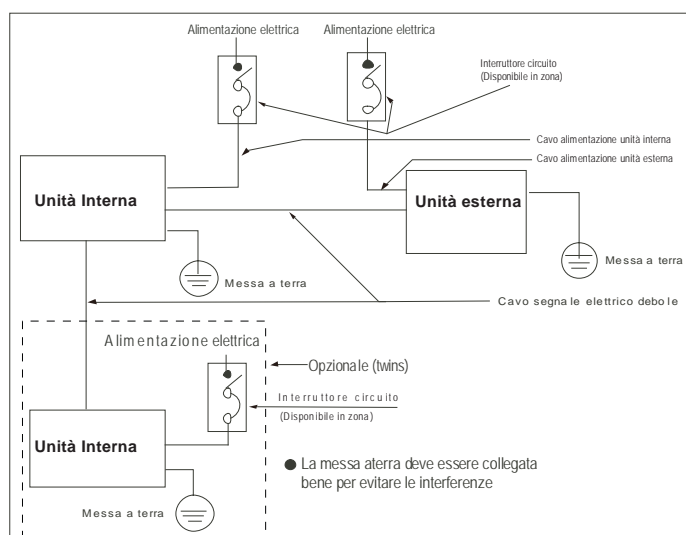 Alimentazione elettrica
Alimentazione elettrica
Interruttore circuito
(Disponibile in zona)
Cavo alimentazione unità interna
Cavo alimentazione unità esterna
Unità Interna
Unità esterna
Messa a terra
Messa a terra
Cavo segnale elettrico debole
Alimentazione elettrica
Opzionale (twins)
Interruttore circuito
(Disponibile in zona)
Unità Interna
● La messa aterra deve essere collegata
bene per evitare le interferenze
Messa a terra